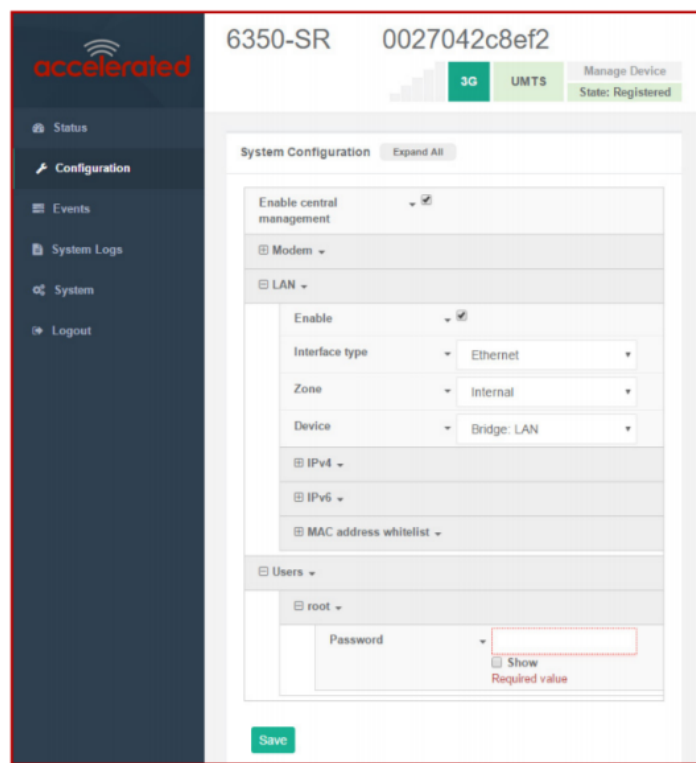 accelerated
6350-SR 0027042c8ef2
3G
UMTS
Manage Device
State: Registered
Status
Configuration
Events
System Logs
System
Logout
System Configuration Expand All
Enable central
management
Modem
LAN
Enable
Interface type Ethernet
Zone Internal
Device Bridge: LAN
IPv4
IPv6
MAC address whitelist
Users
root
Password
Show
Required value
Save